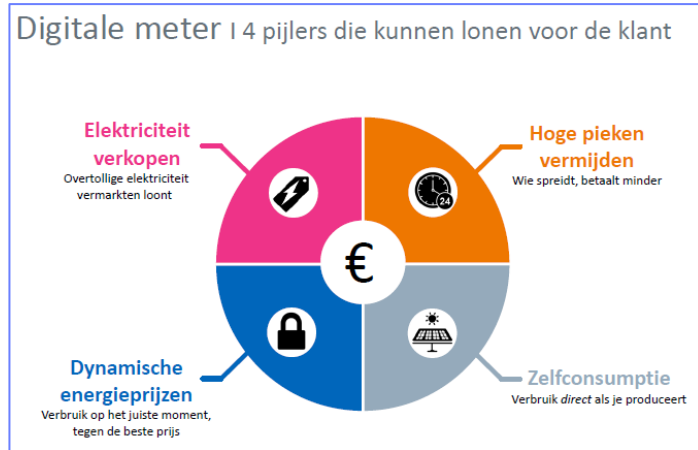 Digitale meter I 4 pijlers die kunnen lonen voor de klant
Elektriciteit
verkopen
Overtollige elektriciteit
vermarkten loont
Hoge pieken
vermijden
Wie spreidt, betaalt minder
24
€
Dynamische
energieprijzen
Verbruik op het juiste moment,
tegen de beste prijs
Zelfconsumptie
Verbruik direct als je produceert